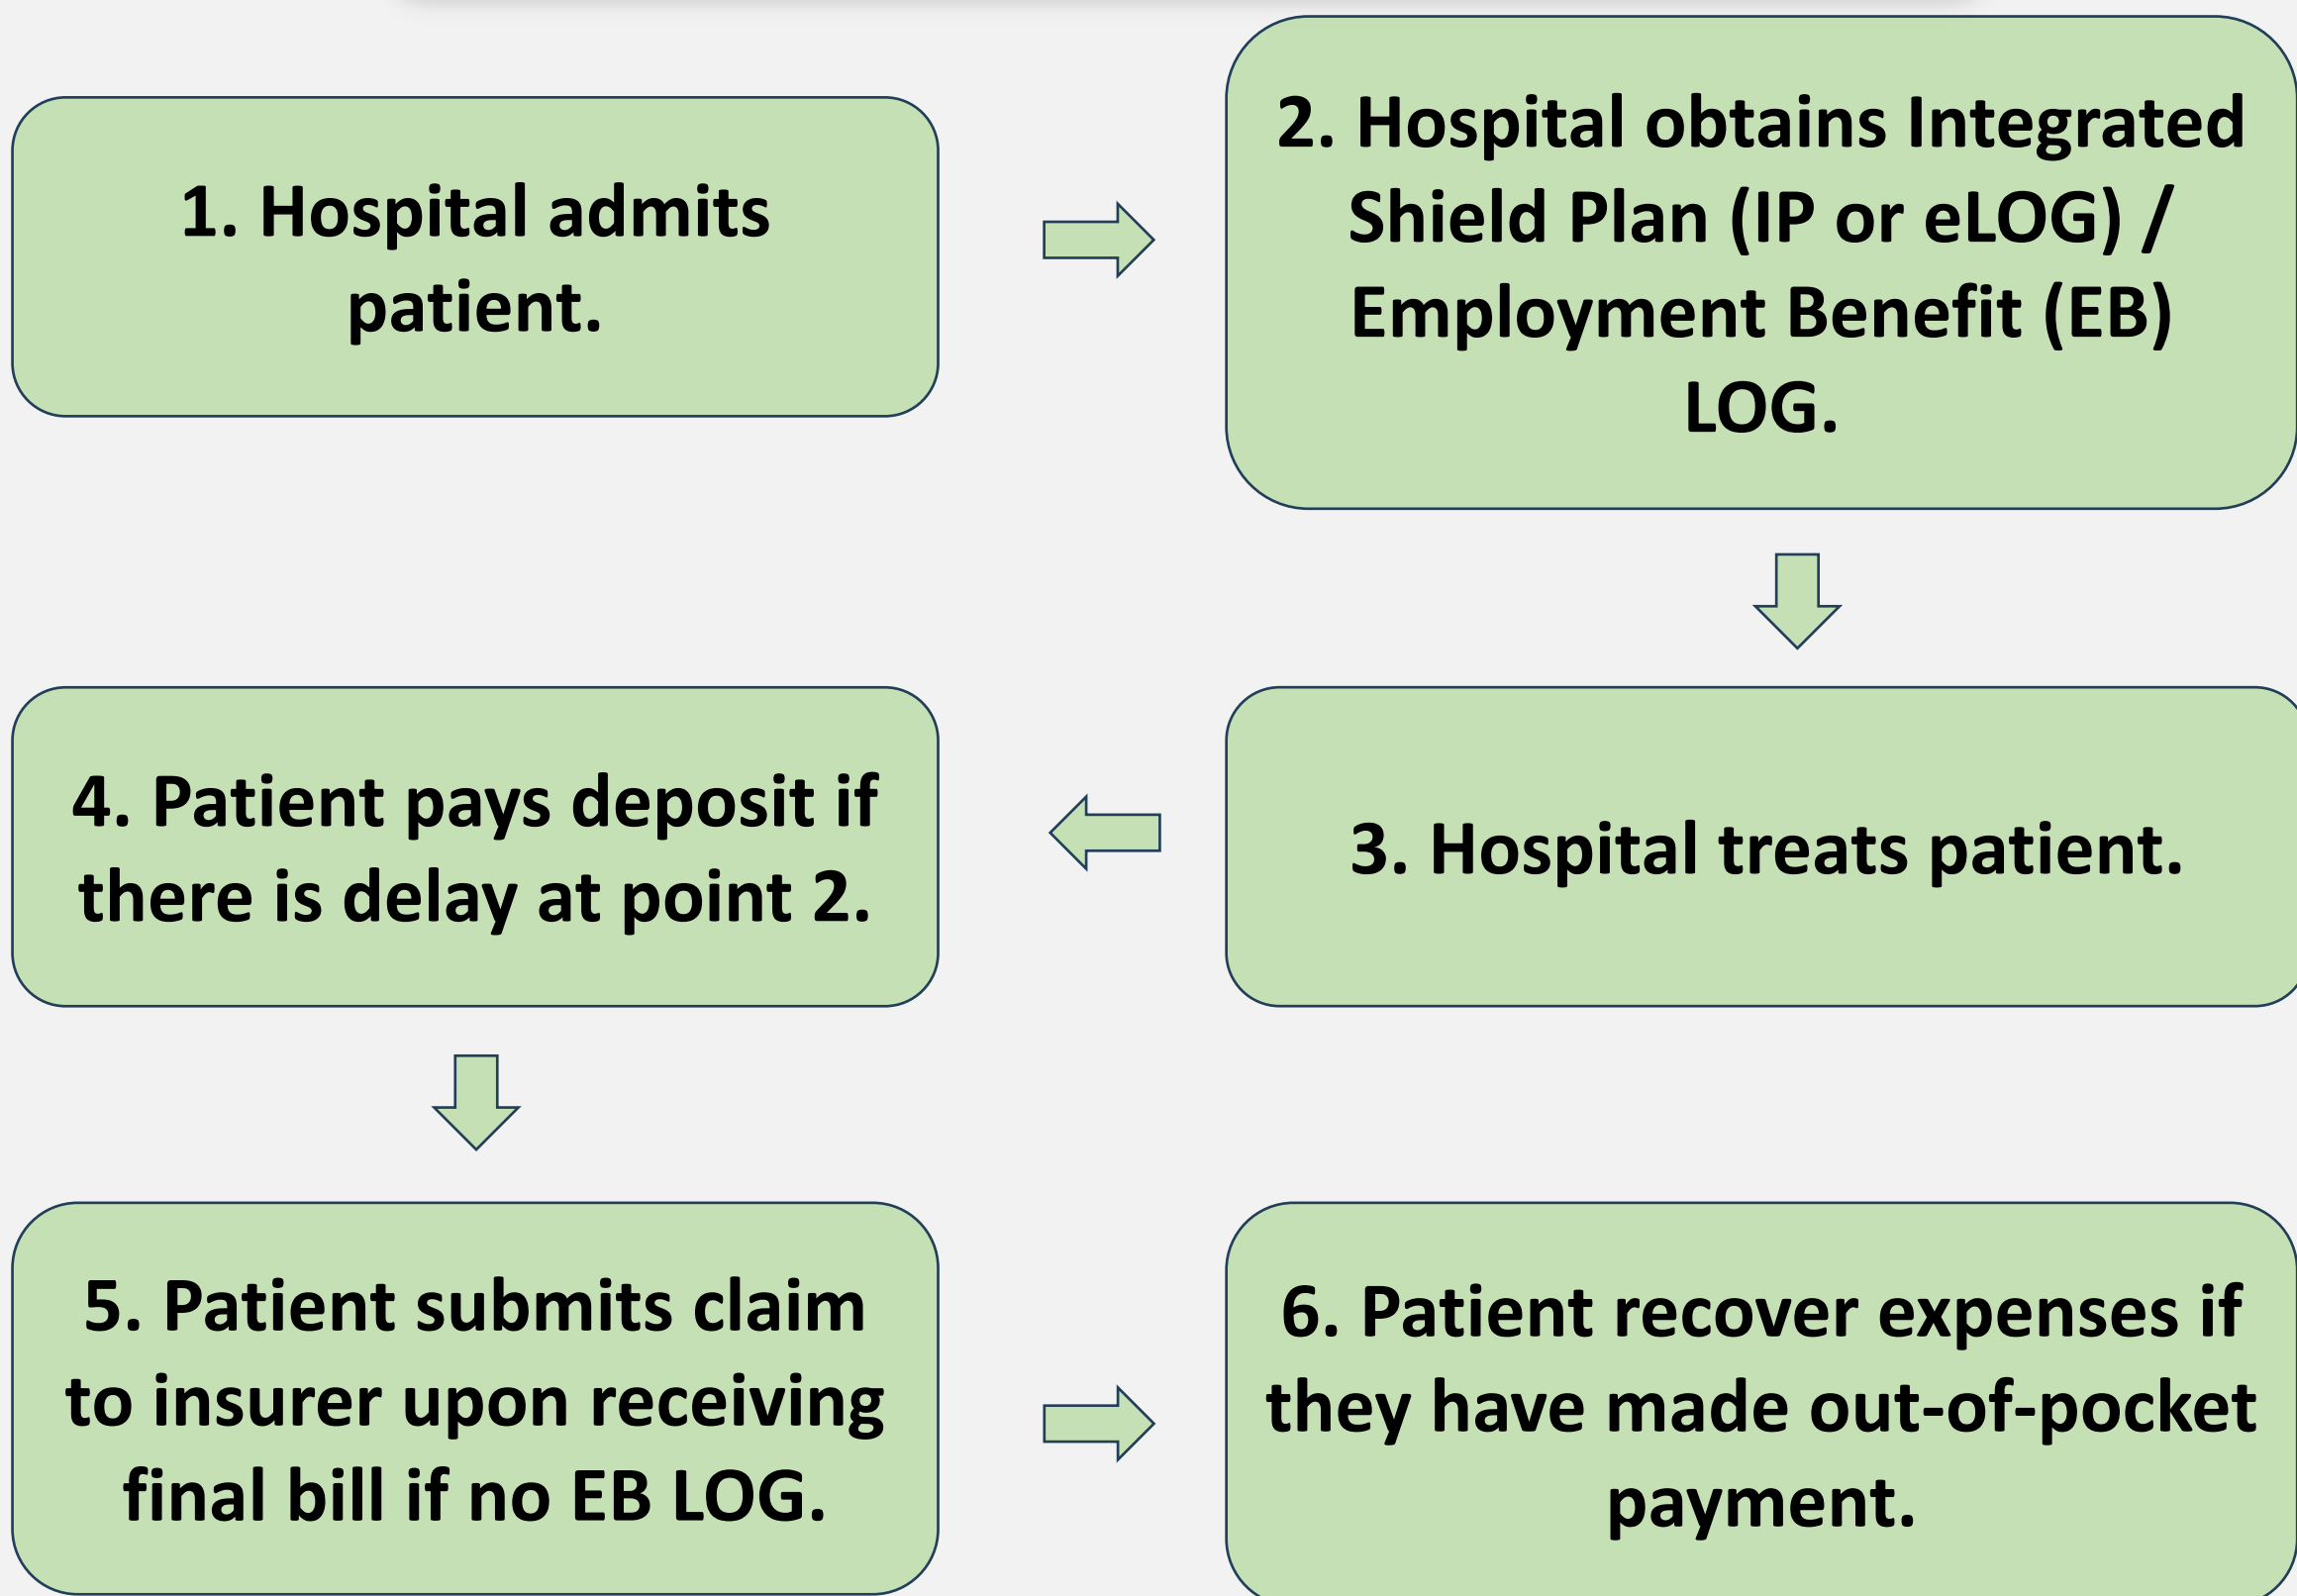 1. Hospital admits
patient.
2. Hospital obtains Integrated
Shield Plan (IP or eLOG) /
Employment Benefit (EB)
LOG.
3. Hospital treats patient.
4. Patient pays deposit if
there is delay at point 2.
5. Patient submits claim
to insurer upon receiving
final bill if no EB LOG.
6. Patient recover expenses if
they have made out-of-pocket
payment.